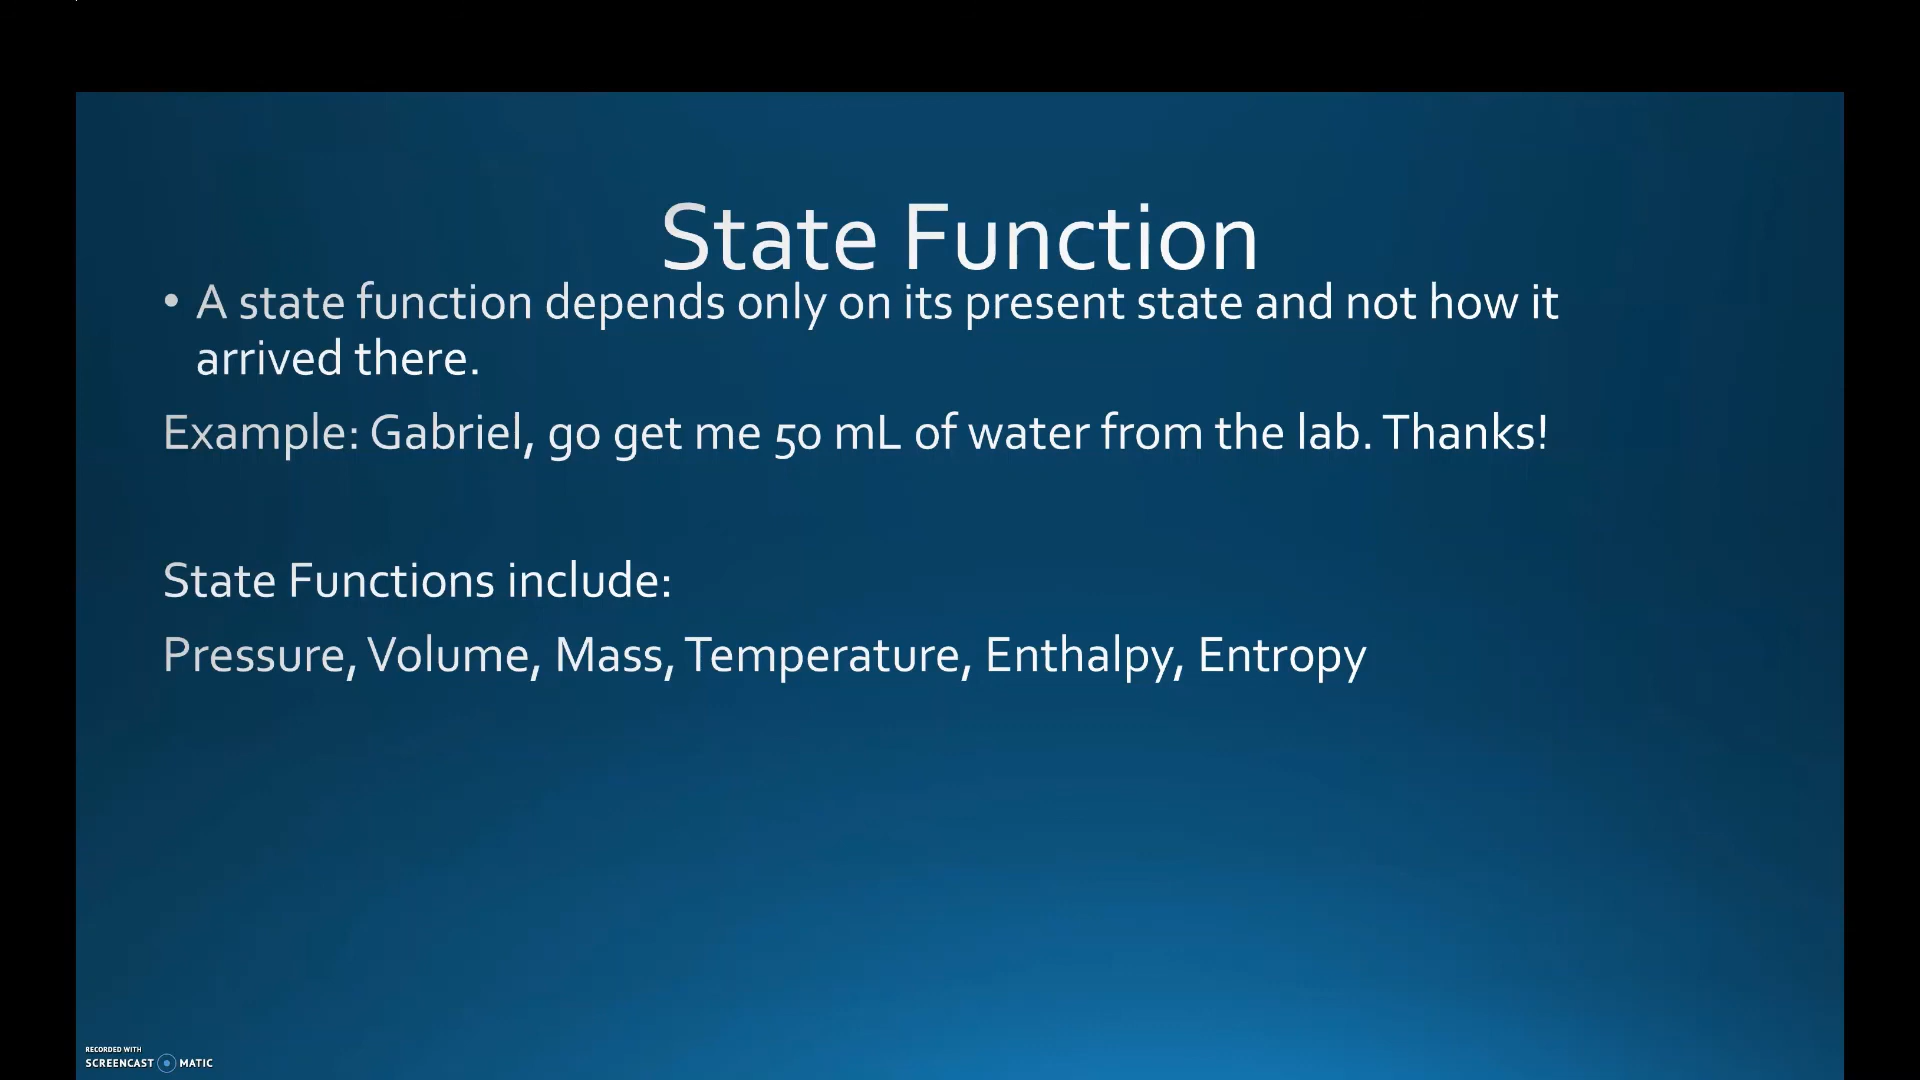 State Function
• A state function depends only on its present state and not how it
arrived there.
Example: Gabriel, go get me 50 mL of water from the lab. Thanks!
State Functions include:
Pressure, Volume, Mass, Temperature, Enthalpy, Entropy
RECORDED WITH
SCREENCAST MATIC